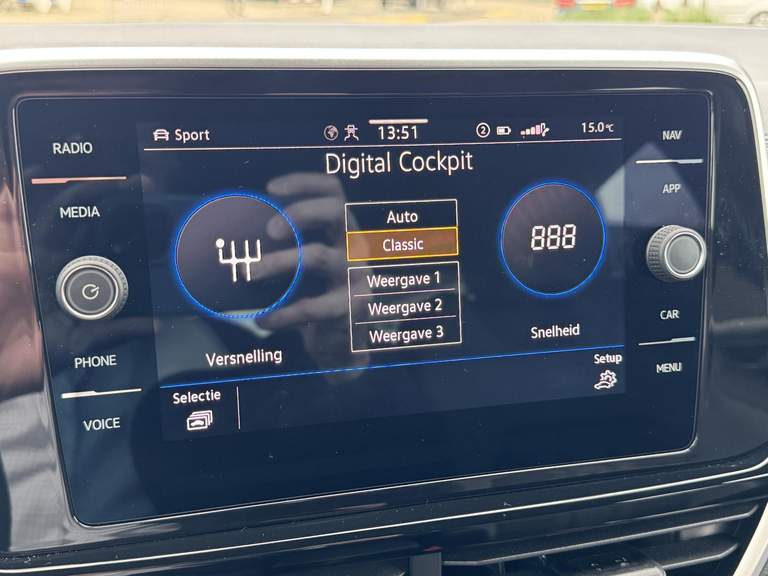 RADIO
MEDIA
PHONE
VOICE
Sport
13:51
2
15.0°C
Digital Cockpit
Auto
Classic
Weergave 1
Weergave 2
Weergave 3
Versnelling
888
Snelheid
Selectie
Setup
NAV
APP
CAR
MENU